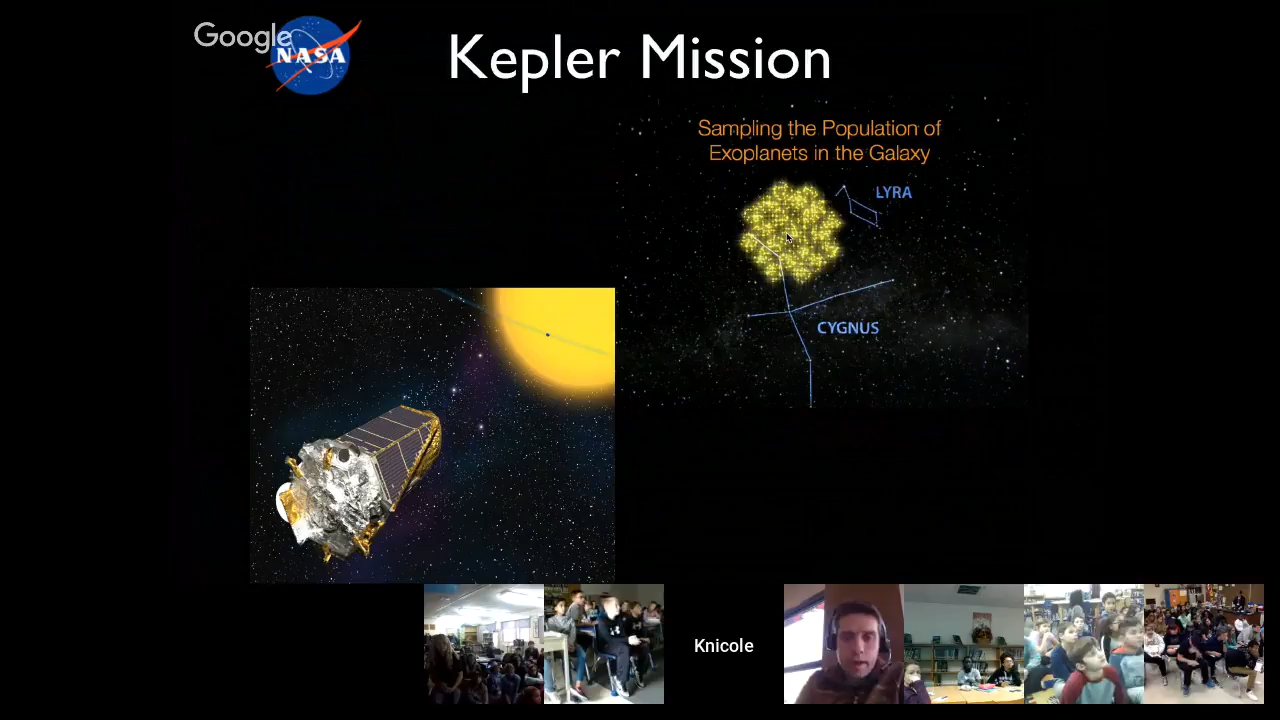 Google
NASA
Kepler Mission
Sampling the Population of
Exoplanets in the Galaxy
LYRA
CYGNUS
Knicole